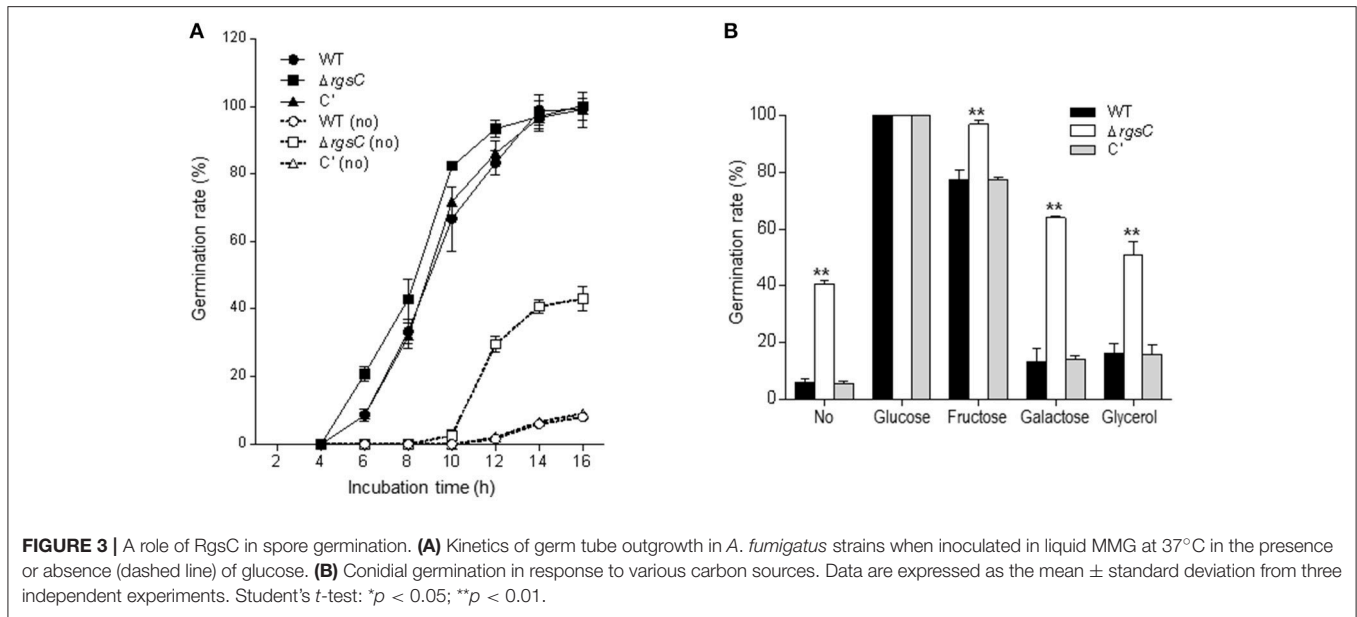 A
120
100
80
60
40
20
0
Germination rate (%)
WT
ΔrgsC
C'
WT (no)
ΔrgsC (no)
C' (no)
2 4 6 8 10 12 14 16
Incubation time (h)
B
100
80
60
40
20
0
Germination rate (%)
** ** ** **
WT
ΔrgsC
C'
No Glucose Fructose Galactose Glycerol
FIGURE 3 | A role of RgsC in spore germination. (A) Kinetics of germ tube outgrowth in A. fumigatus strains when inoculated in liquid MMG at 37°C in the presence
or absence (dashed line) of glucose. (B) Conidial germination in response to various carbon sources. Data are expressed as the mean ± standard deviation from three
independent experiments. Student's t-test: *p < 0.05; **p < 0.01.